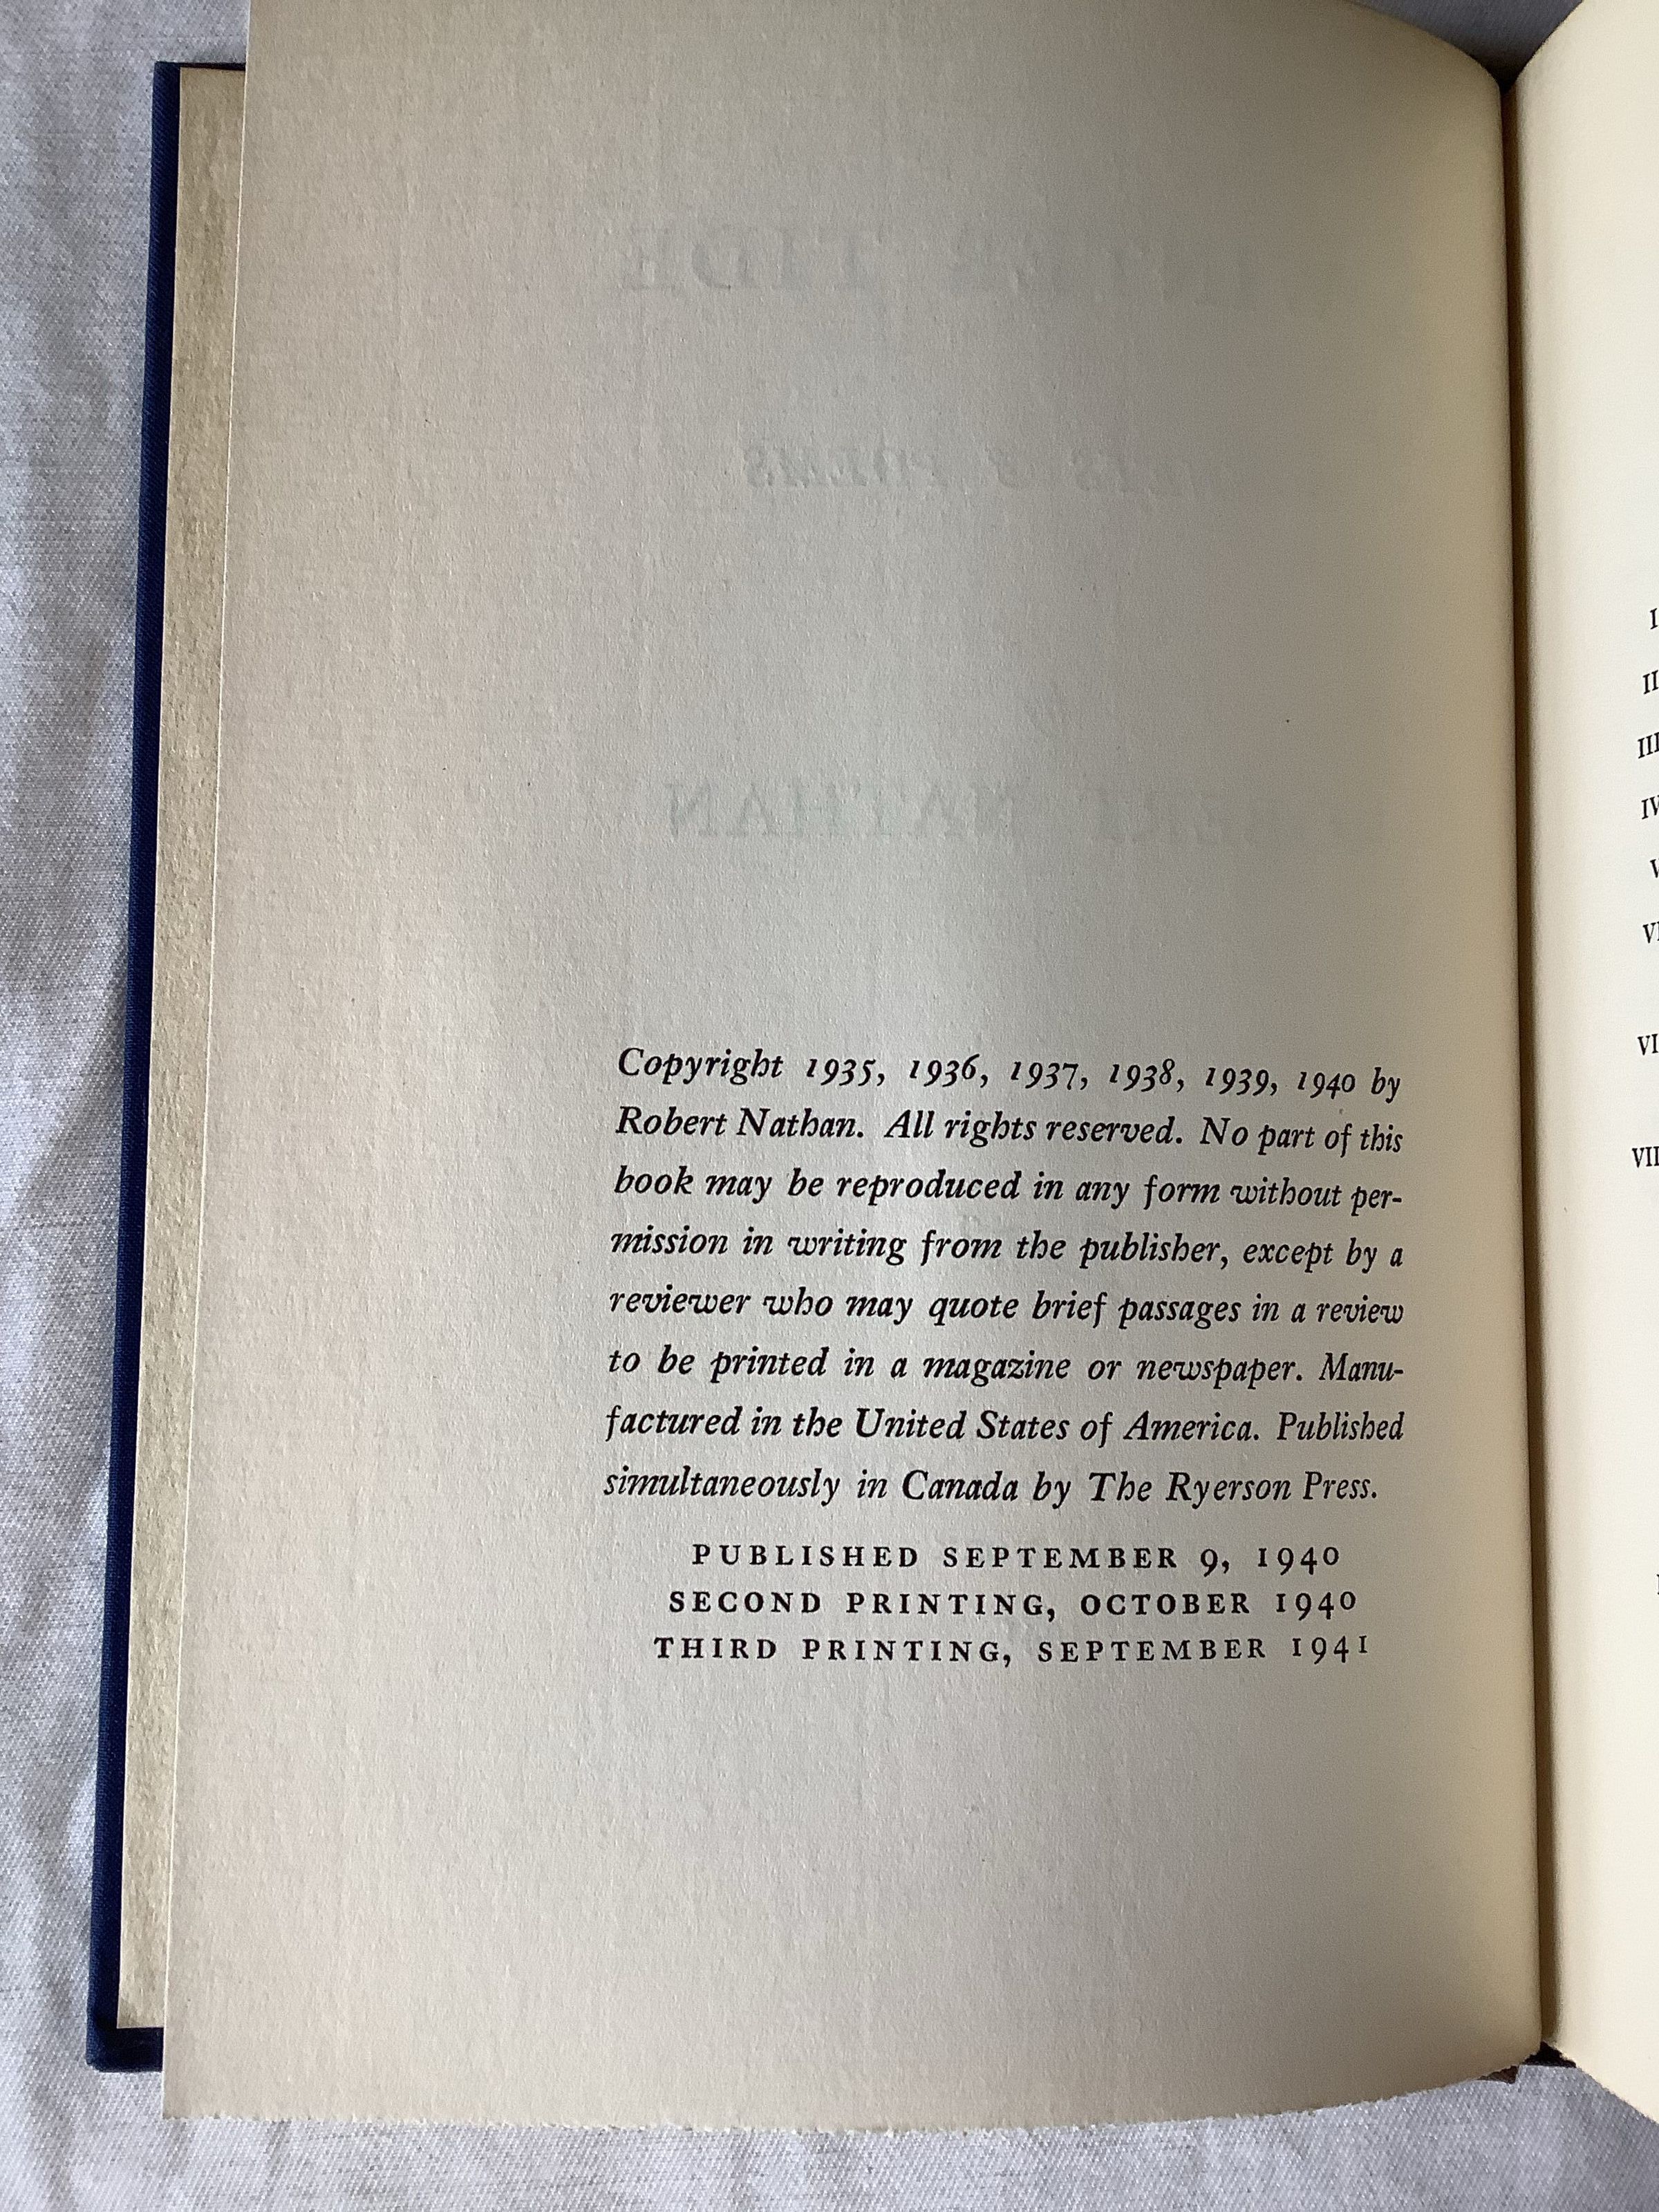 Copyright 1935, 1936, 1937, 1938, 1939, 1940 by
Robert Nathan. All rights reserved. No part of this
book may be reproduced in any form without per-
mission in writing from the publisher, except by a
reviewer who may quote brief passages in a review
to be printed in a magazine or newspaper. Manu-
factured in the United States of America. Published
simultaneously in Canada by The Ryerson Press.
PUBLISHED SEPTEMBER 9, 1940
SECOND PRINTING, OCTOBER 1940
THIRD PRINTING, SEPTEMBER 1941